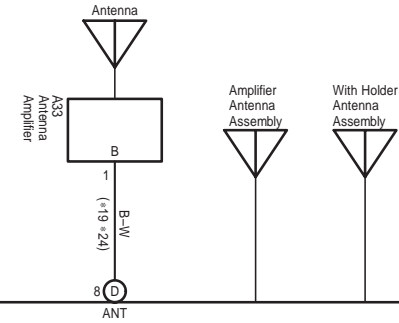 Antenna
A33
Antenna
Amplifier
B
1
B−W
(∗19 ∗24)
8 D
ANT
Amplifier
Antenna
Assembly
With Holder
Antenna
Assembly